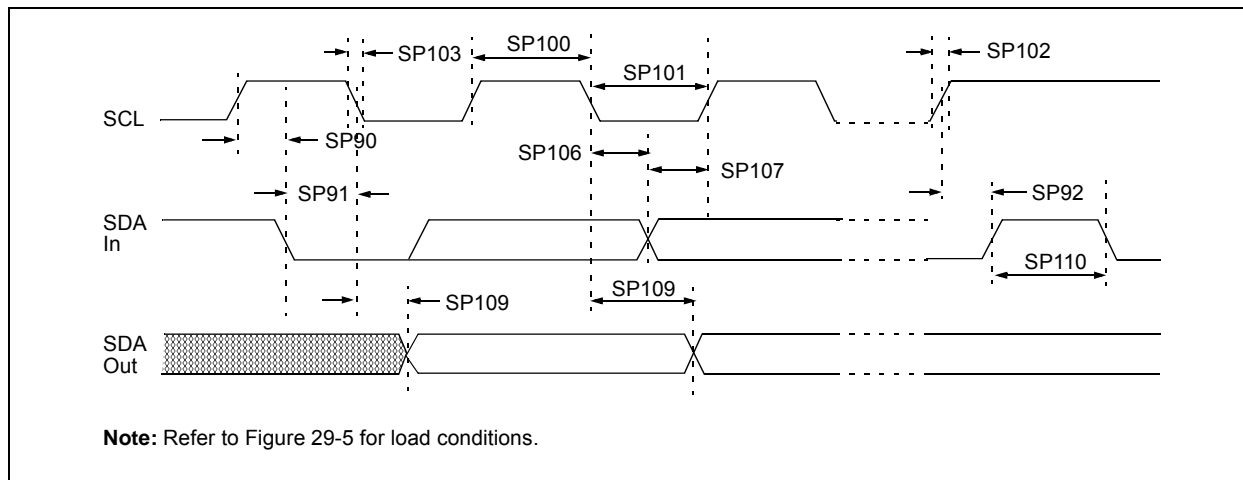 SP103
SP100
SP101
SP102
SCL
SP90
SP106
SP107
SP91
SP92
SDA
In
SP110
SP109
SP109
SDA
Out
Note: Refer to Figure 29-5 for load conditions.